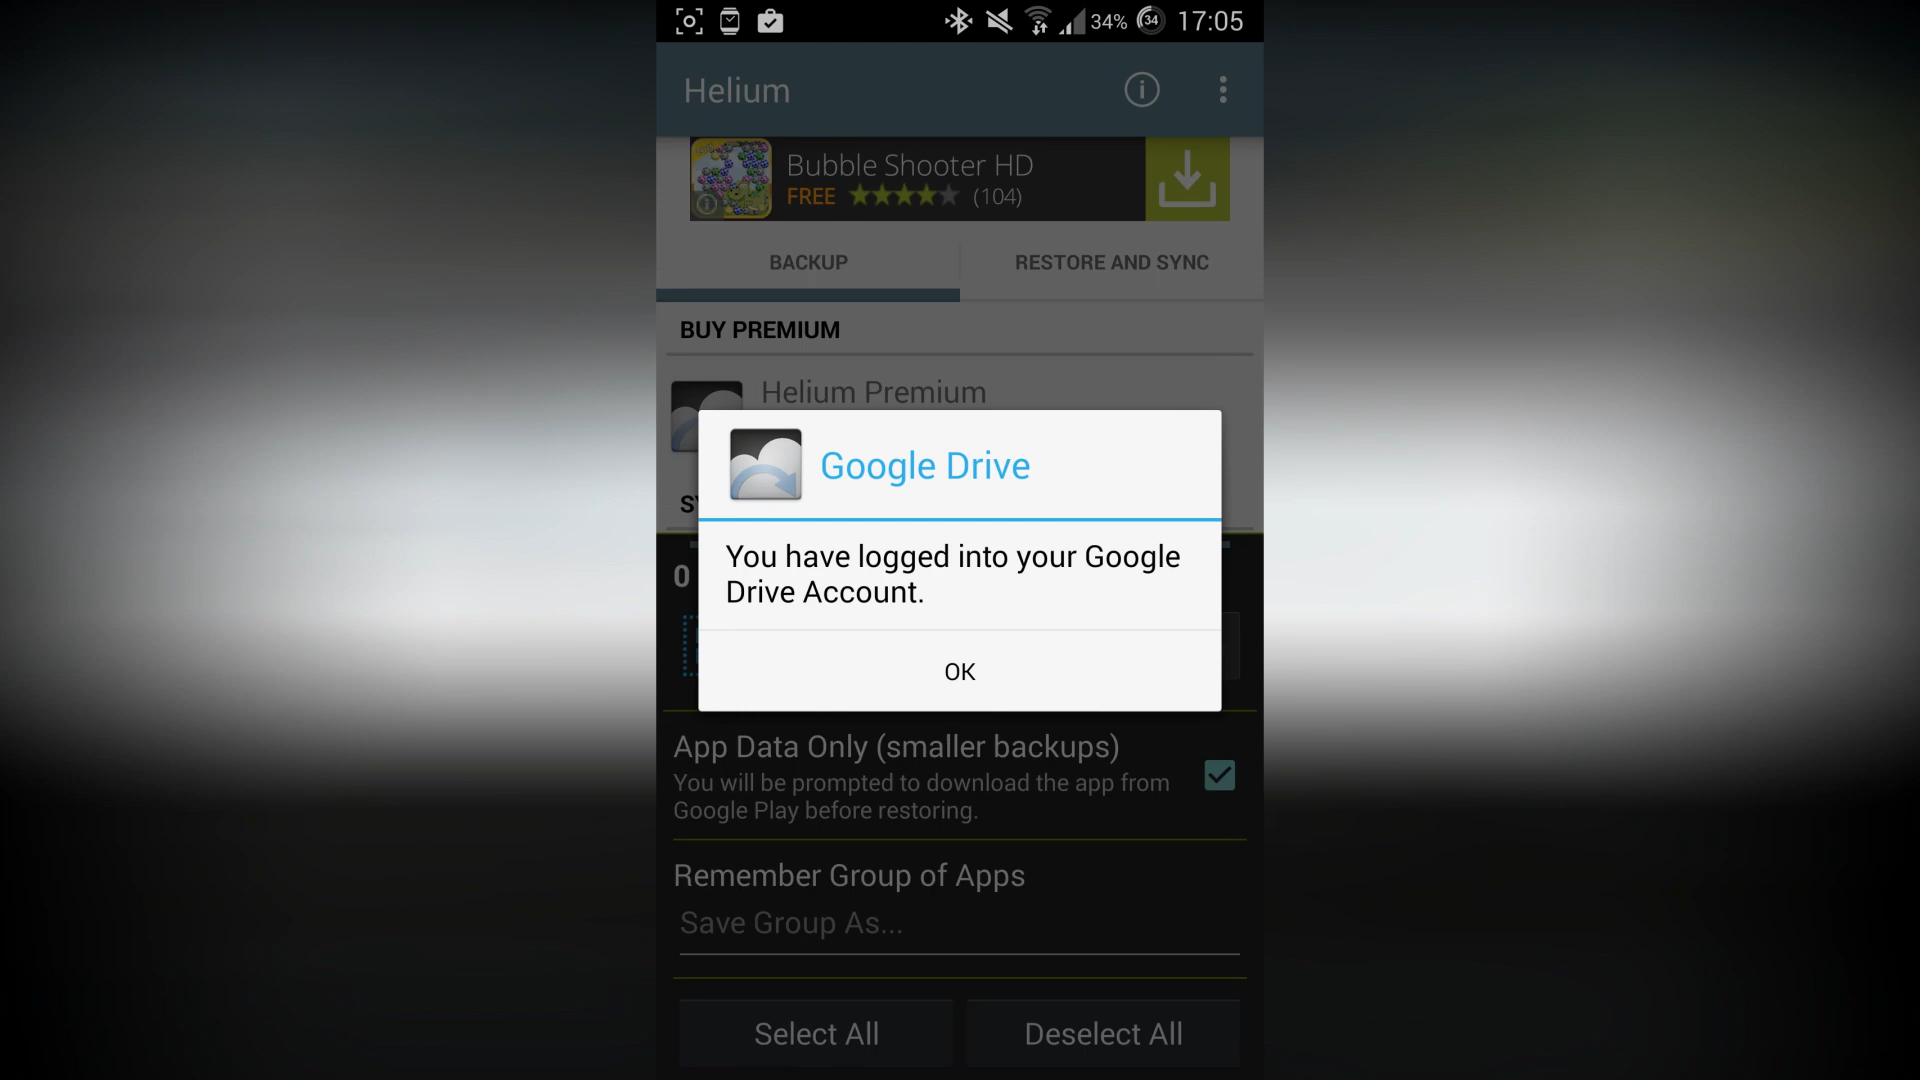 34% 34 17:05
Helium
Bubble Shooter HD
FREE (104)
BACKUP
RESTORE AND SYNC
BUY PREMIUM
Helium Premium
Google Drive
You have logged into your Google
Drive Account.
0
OK
App Data Only (smaller backups)
You will be prompted to download the app from
Google Play before restoring.
Remember Group of Apps
Save Group As...
Select All
Deselect All